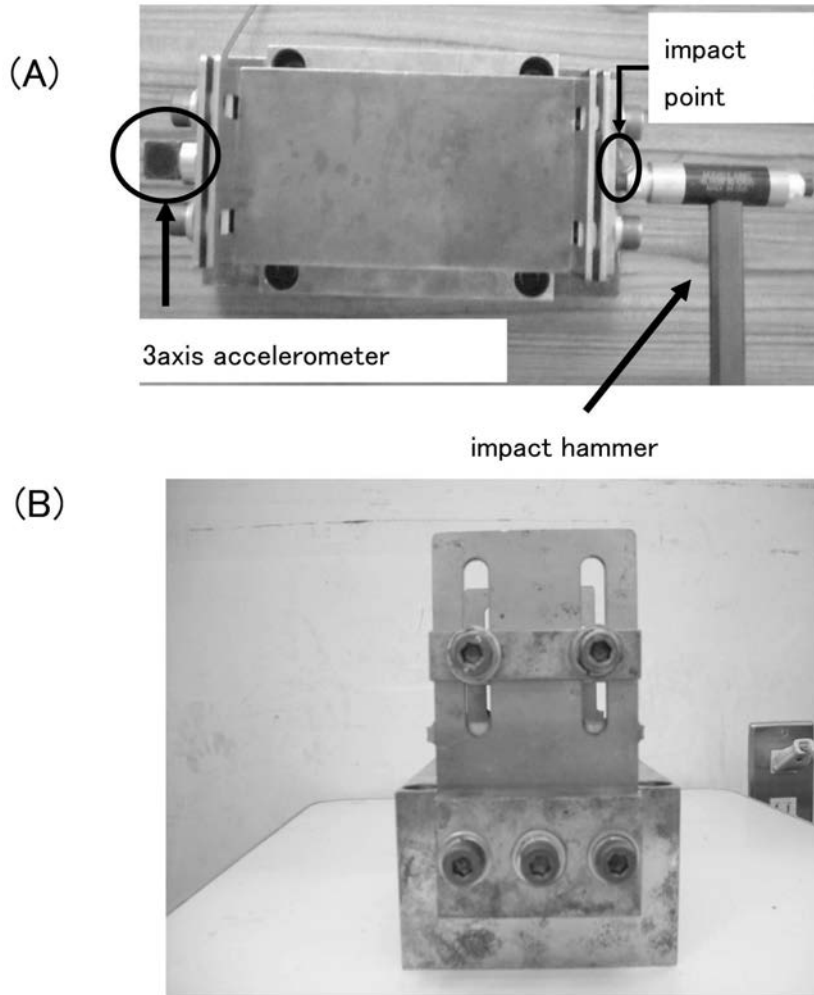 (A)
impact
point
3axis accelerometer
impact hammer
(B)